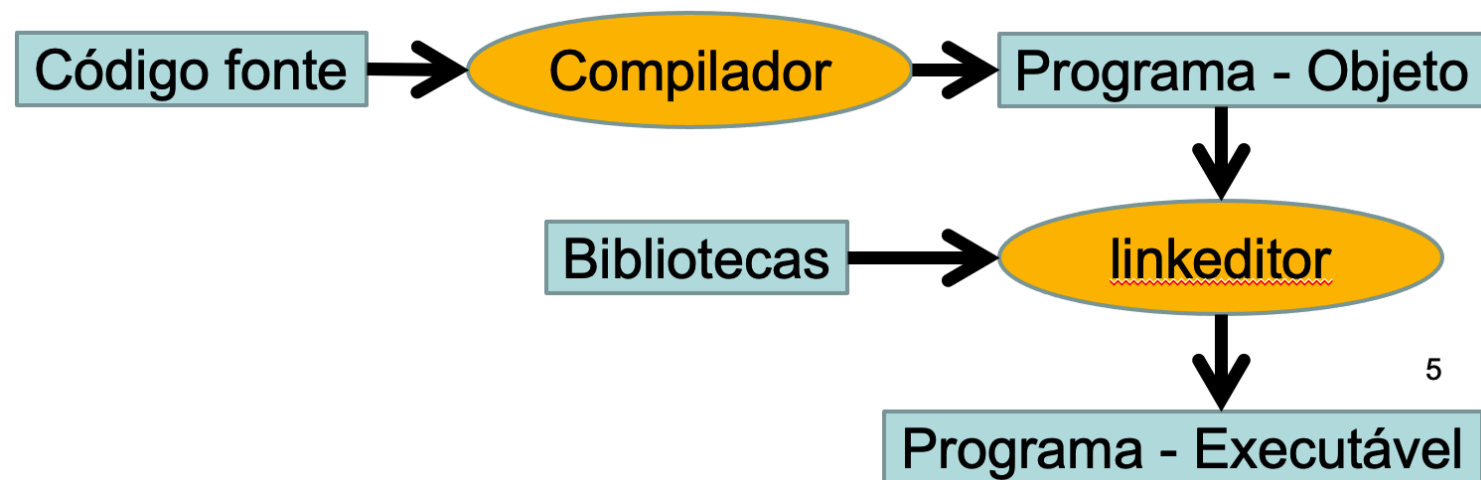 Código fonte
Compilador
Programa - Objeto
Bibliotecas
linkeditor
5
Programa - Executável